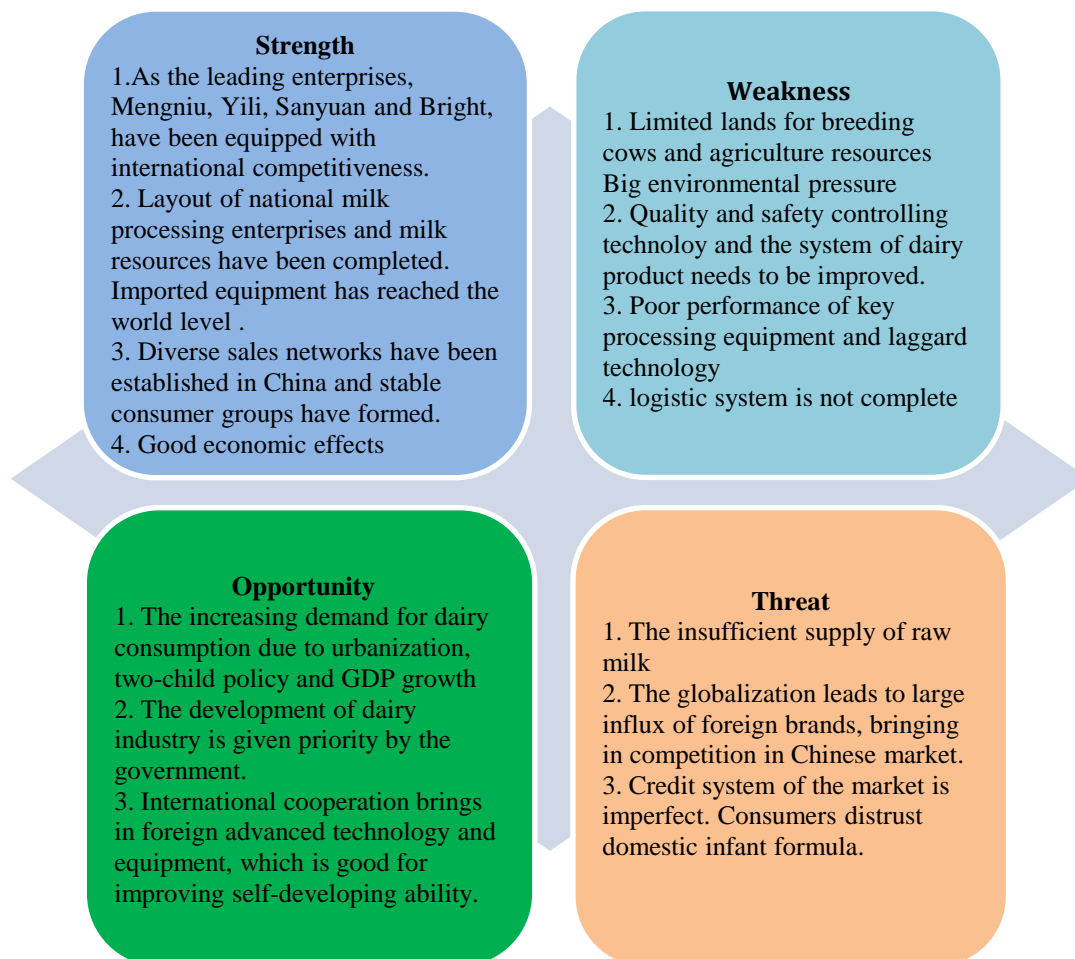 Strength
1.As the leading enterprises,
Mengniu, Yili, Sanyuan and Bright,
have been equipped with
international competitiveness.
2. Layout of national milk
processing enterprises and milk
resources have been completed.
Imported equipment has reached the
world level .
3. Diverse sales networks have been
established in China and stable
consumer groups have formed.
4. Good economic effects
Weakness
1. Limited lands for breeding
cows and agriculture resources
Big environmental pressure
2. Quality and safety controlling
technoloy and the system of dairy
product needs to be improved.
3. Poor performance of key
processing equipment and laggard
technology
4. logistic system is not complete
Opportunity
1. The increasing demand for dairy
consumption due to urbanization,
two-child policy and GDP growth
2. The development of dairy
industry is given priority by the
government.
3. International cooperation brings
in foreign advanced technology and
equipment, which is good for
improving self-developing ability.
Threat
1. The insufficient supply of raw
milk
2. The globalization leads to large
influx of foreign brands, bringing
in competition in Chinese market.
3. Credit system of the market is
imperfect. Consumers distrust
domestic infant formula.